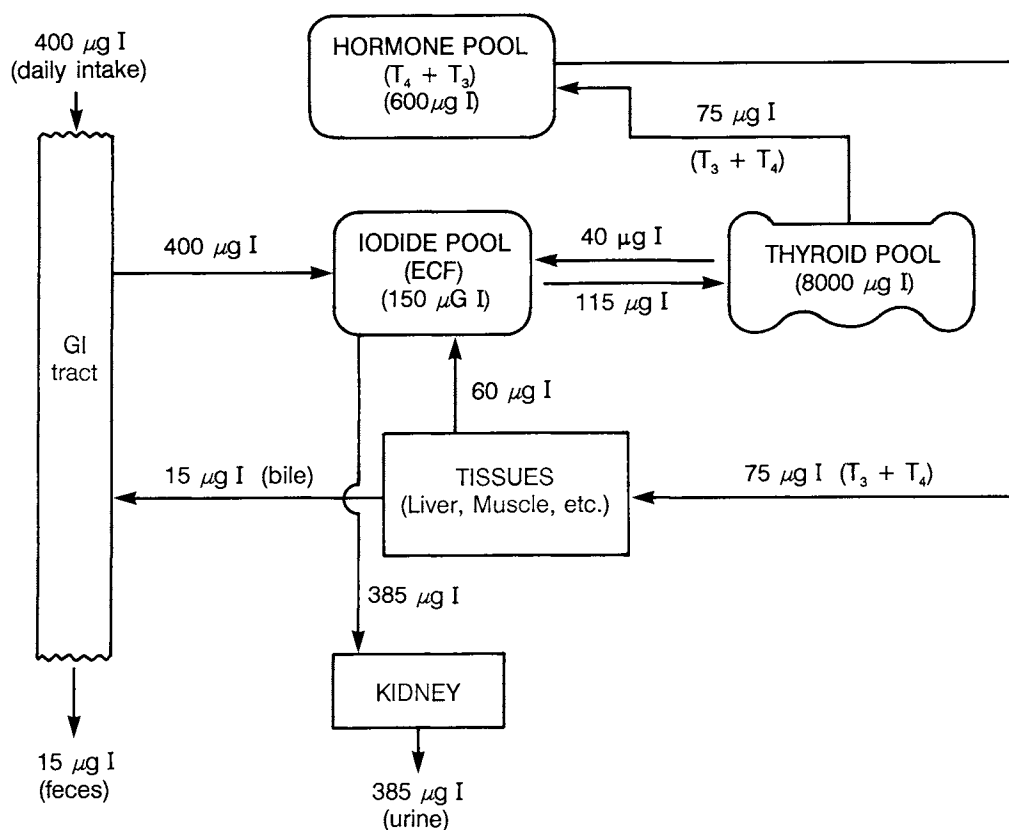 400 μg I
(daily intake)
HORMONE POOL
(T₄ + T₃)
(600μg I)
75 μg I
(T₃ + T₄)
400 μg I
IODIDE POOL
(ECF)
(150 μG I)
40 μg I
115 μg I
THYROID POOL
(8000 μg I)
GI
tract
60 μg I
15 μg I (bile)
TISSUES
(Liver, Muscle, etc.)
75 μg I (T₃ + T₄)
385 μg I
KIDNEY
15 μg I
(feces)
385 μg I
(urine)